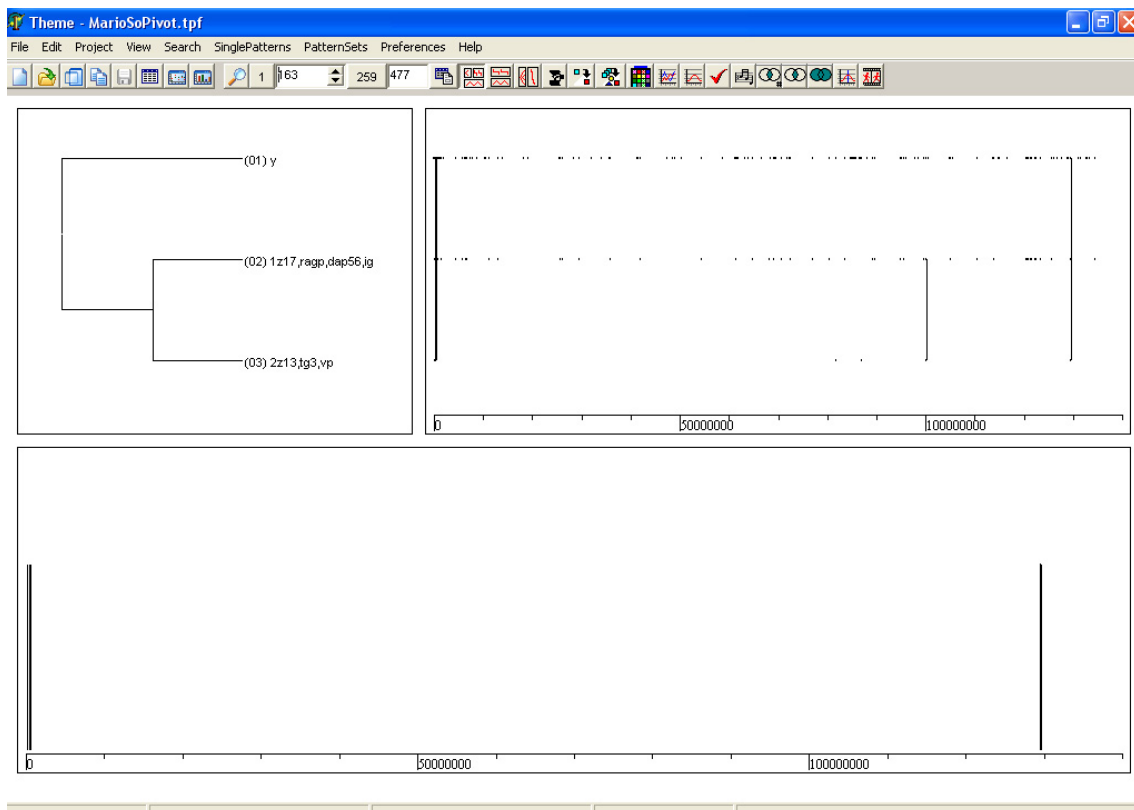 Theme - MarioSoPivot.tpf
File Edit Project View Search SinglePatterns PatternSets Preferences Help
1 163 259 477
(01) y
(02) 1z17,ragp,dap56,ig
(03) 2z13,tg3,vp
0 50000000 100000000
0 50000000 100000000